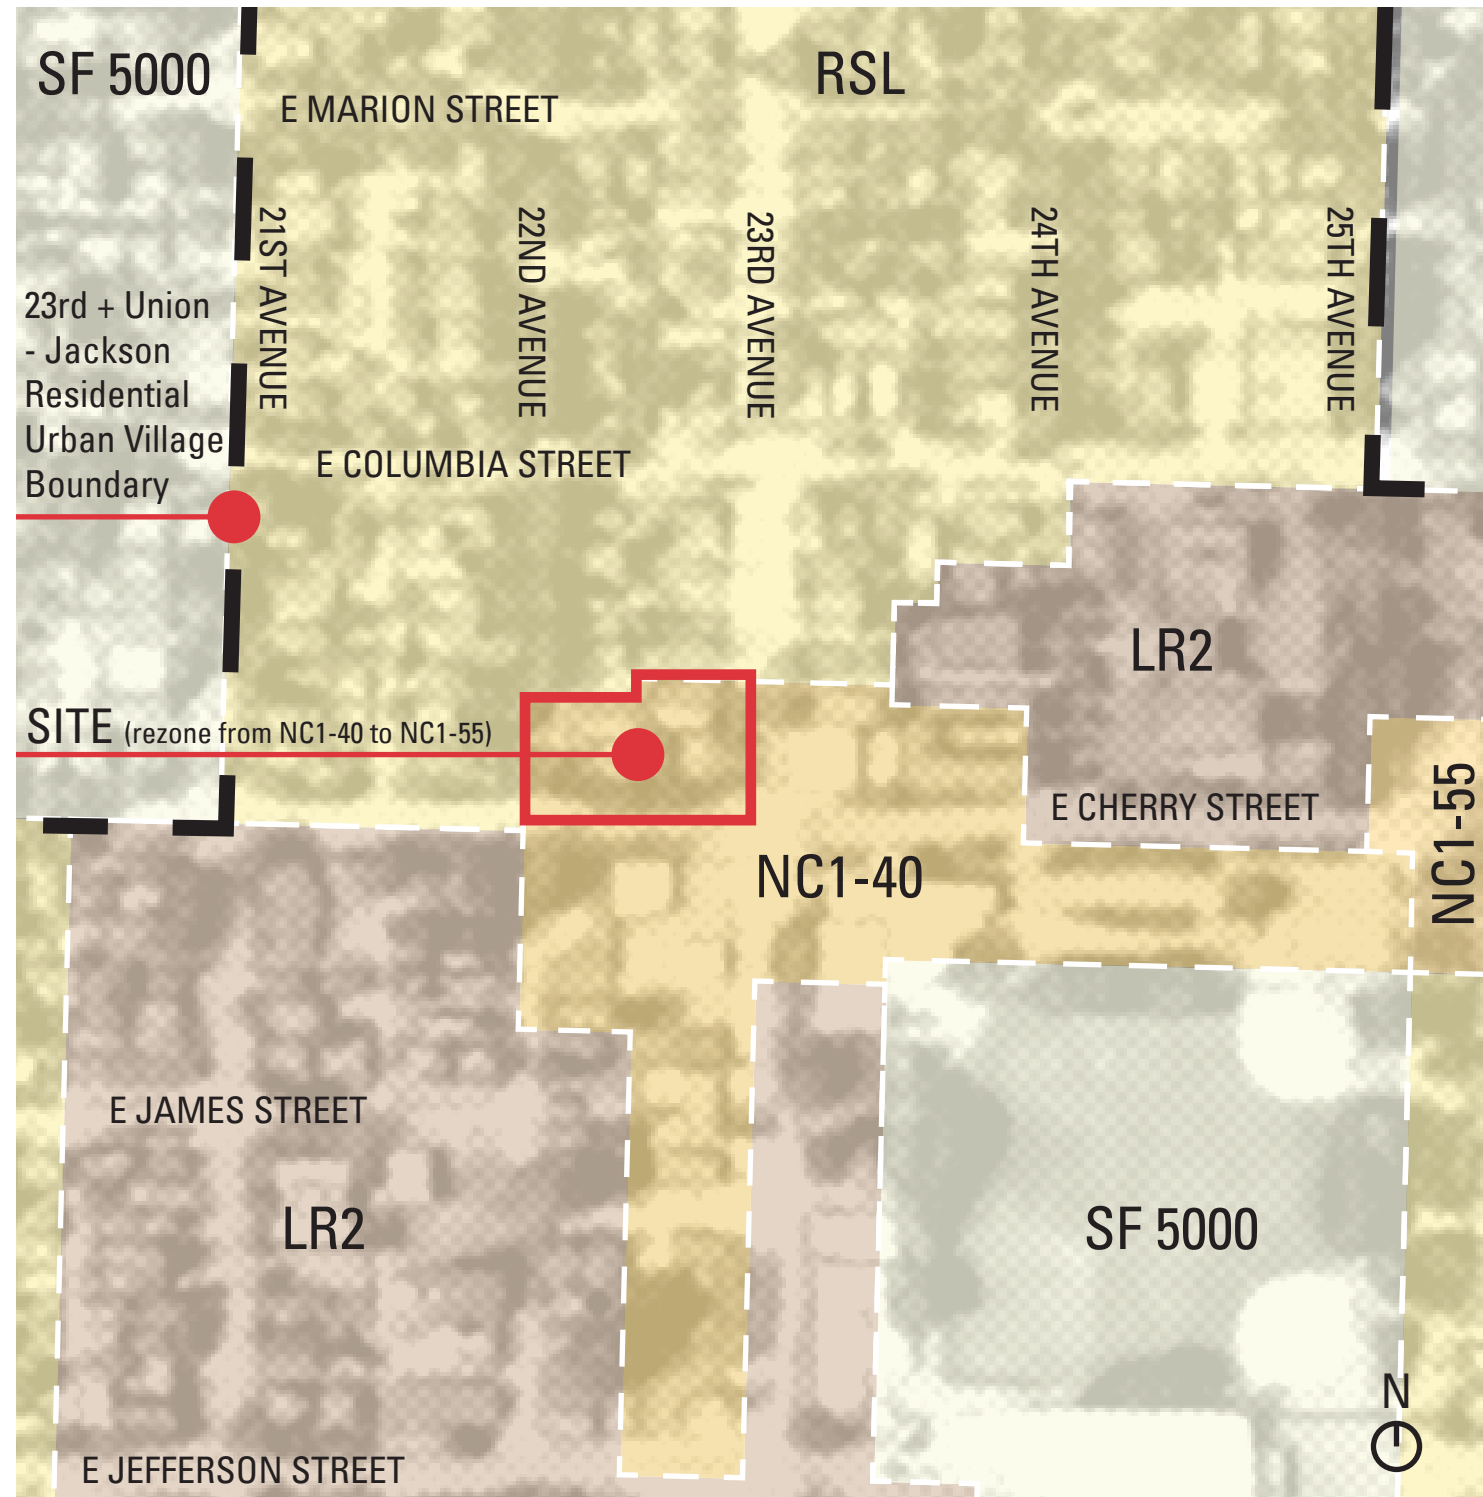 SF 5000
RSL
E MARION STREET
21ST AVENUE
22ND AVENUE
23RD AVENUE
24TH AVENUE
25TH AVENUE
23rd + Union
- Jackson
Residential
Urban Village
Boundary
E COLUMBIA STREET
LR2
SITE (rezone from NC1-40 to NC1-55)
E CHERRY STREET
NC1-55
NC1-40
E JAMES STREET
LR2
SF 5000
N
E JEFFERSON STREET